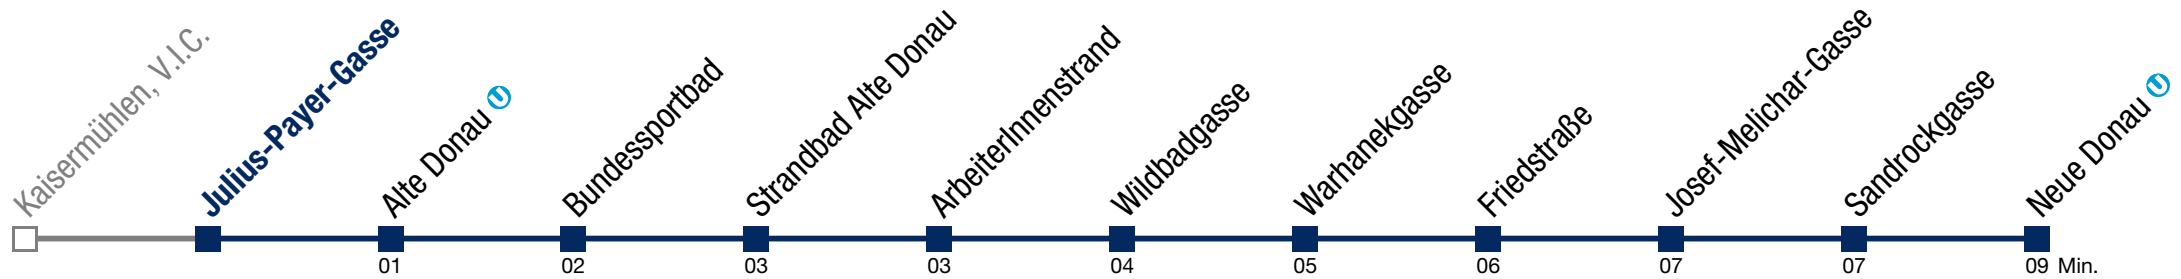 Kaisermühlen, V.I.C.
Julius-Payer-Gasse
Alte Donau U
Bundessportbad
Strandbad Alte Donau
ArbeiterInnenstrand
Wildbadgasse
Warhanekgasse
Friedstraße
Josef-Melichar-Gasse
Sandrockgasse
Neue Donau U
01 02 03 03 04 05 06 07 07 09 Min.